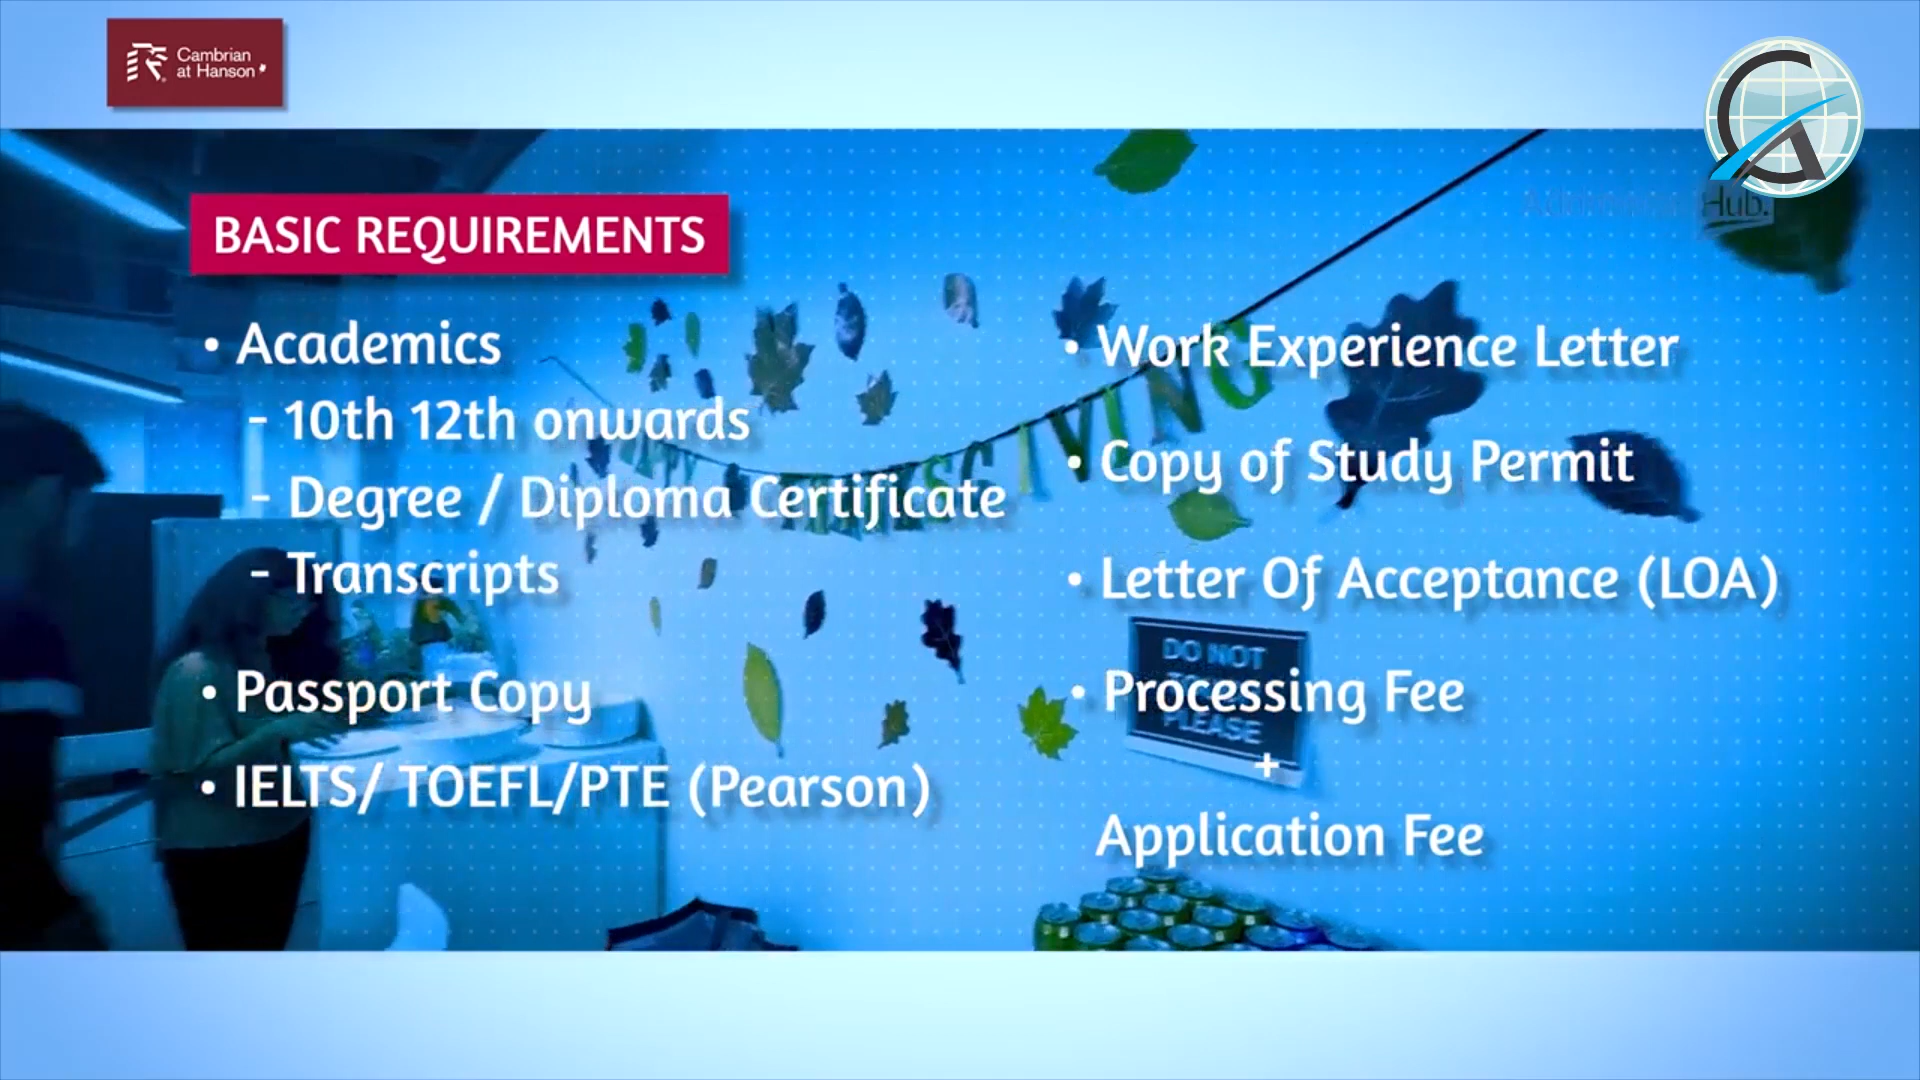 Cambrian
at Hanson
Hub.
BASIC REQUIREMENTS
• Academics
- 10th 12th onwards
- Degree / Diploma Certificate
- Transcripts
• Passport Copy
• IELTS/ TOEFL/PTE (Pearson)
• Work Experience Letter
• Copy of Study Permit
• Letter Of Acceptance (LOA)
• Processing Fee
+
Application Fee
DO NOT
PLEASE